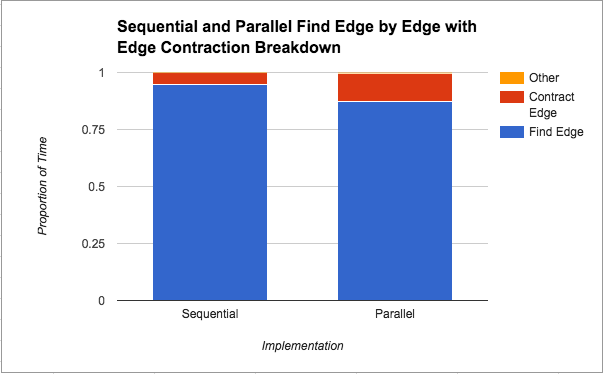 Sequential and Parallel Find Edge by Edge with
Edge Contraction Breakdown
1
0.75
0.5
0.25
0
Proportion of Time
Sequential
Parallel
Implementation
Other
Contract
Edge
Find Edge